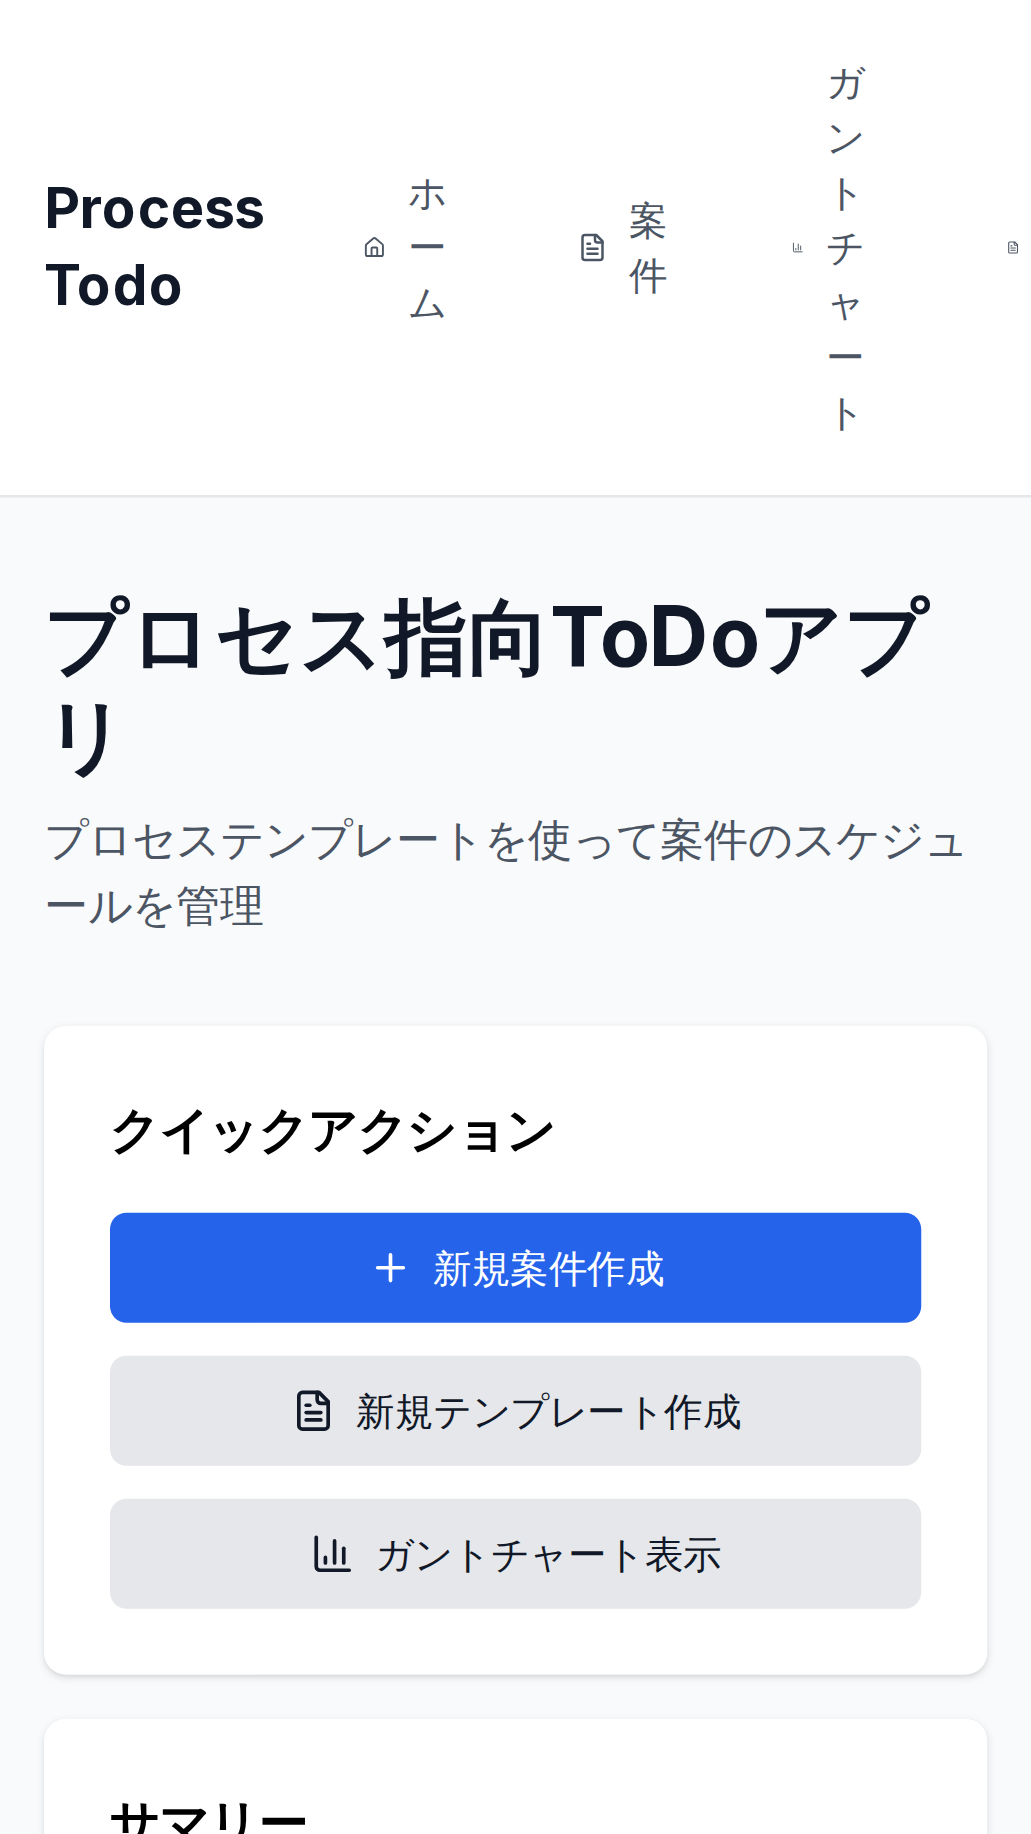 Process
Todo
ホーム
案件
ガントチャート
プロセス指向ToDoアプ
リ
プロセステンプレートを使って案件のスケジュ
ールを管理
クイックアクション
新規案件作成
新規テンプレート作成
ガントチャート表示
サマリー